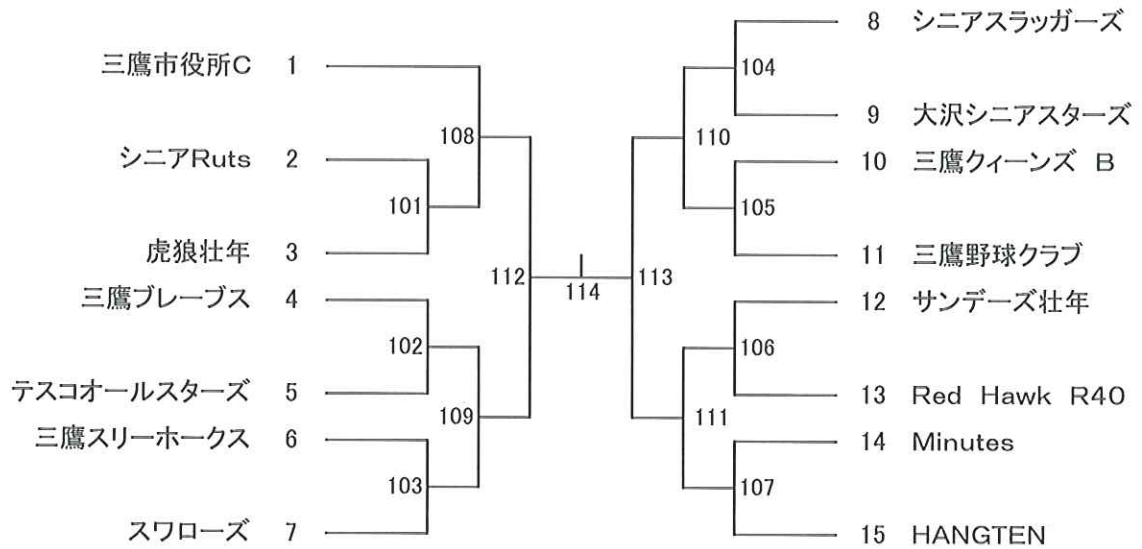 三鷹市役所C 1
シニアRuts 2
虎狼壮年 3
三鷹ブレーブス 4
テスコオールスターズ 5
三鷹スリーホークス 6
スワローズ 7
101
102
103
108
109
112
114
113
110
111
104
105
106
107
8 シニアスラッガーズ
9 大沢シニアスターズ
10 三鷹クィーンズ B
11 三鷹野球クラブ
12 サンデーズ壮年
13 Red Hawk R40
14 Minutes
15 HANGTEN